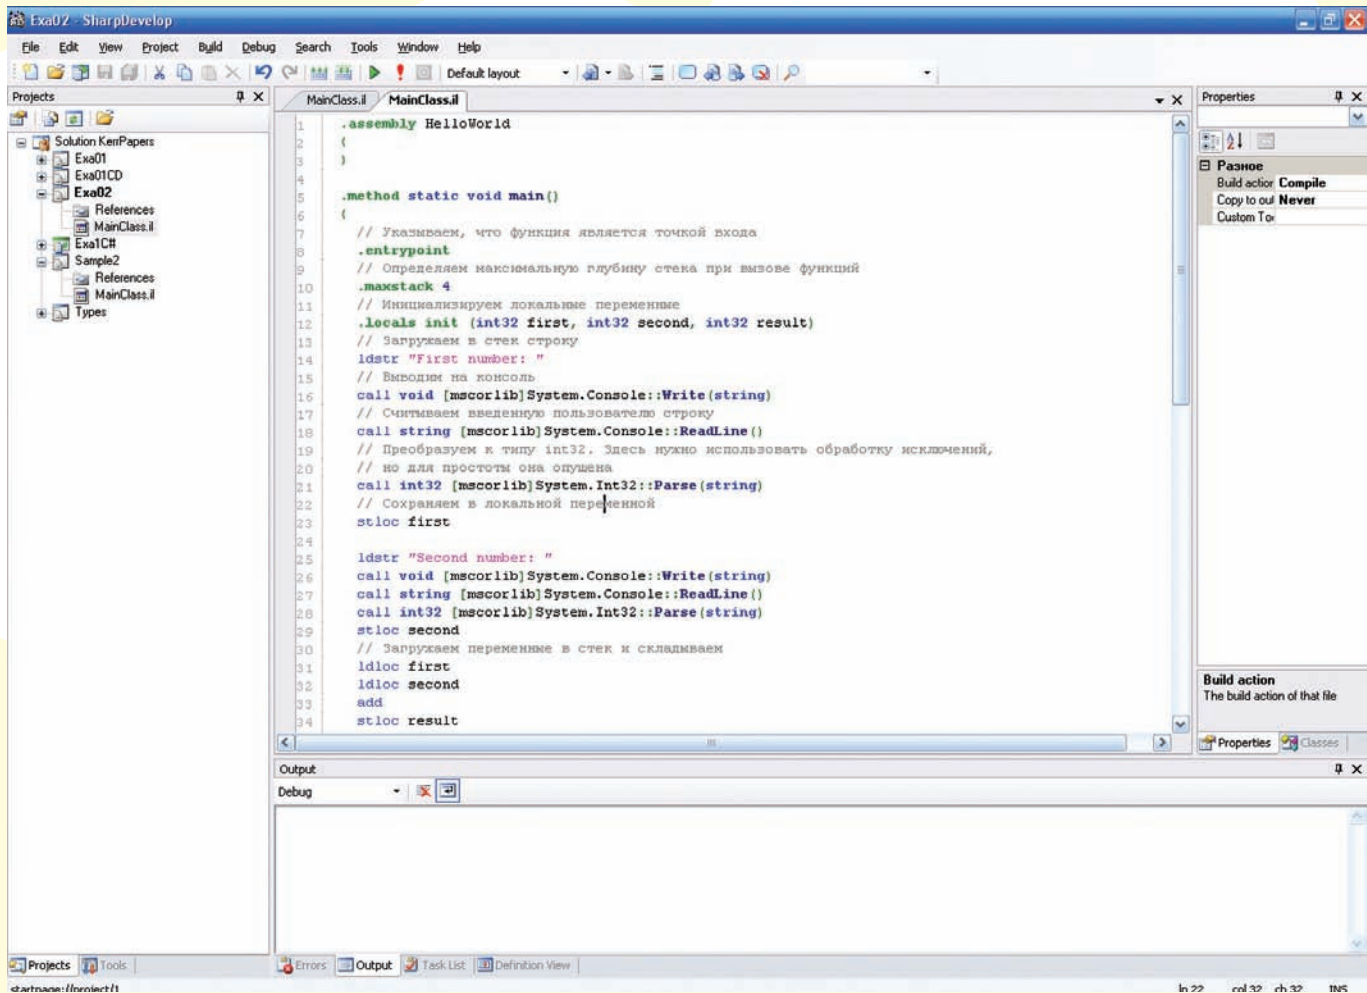 Exa02 - SharpDevelop
File Edit View Project Build Debug Search Tools Window Help
Default layout
Projects
Solution KerrPapers
Exa01
Exa01CD
Exa02
References
MainClass.il
Exa1C#
Sample2
References
MainClass.il
Types
Projects Tools
MainClass.il MainClass.il
1 .assembly HelloWorld
2 {
3 }
4
5 .method static void main()
6 {
7 // Указываем, что функция является точкой входа
8 .entrypoint
9 // Определяем максимальную глубину стека при вызове функций
10 .maxstack 4
11 // Инициализируем локальные переменные
12 .locals init (int32 first, int32 second, int32 result)
13 // Загружаем в стек строку
14 ldstr "First number: "
15 // Выводим на консоль
16 call void [mscorlib]System.Console::Write(string)
17 // Считываем введенную пользователю строку
18 call string [mscorlib]System.Console::ReadLine()
19 // Преобразуем к типу int32. Здесь нужно использовать обработку исключений,
20 // но для простоты она опушена
21 call int32 [mscorlib]System.Int32::Parse(string)
22 // Сохраняем в локальной переменной
23 stloc first
24
25 ldstr "Second number: "
26 call void [mscorlib]System.Console::Write(string)
27 call string [mscorlib]System.Console::ReadLine()
28 call int32 [mscorlib]System.Int32::Parse(string)
29 stloc second
30 // Загружаем переменные в стек и складываем
31 ldloc first
32 ldloc second
33 add
34 stloc result
Properties
Разное
Build action Compile
Copy to out Never
Custom Too
Build action
The build action of that file
Properties Classes
Output
Debug
Errors Output Task List Definition View
startpage://project/1
ln 22 col 32 ch 32 INS